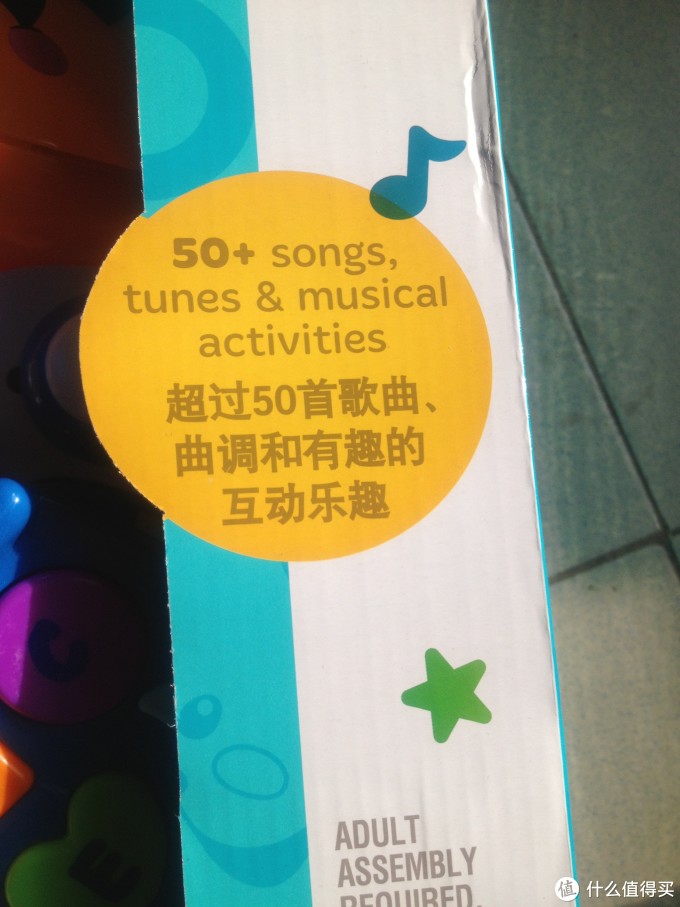 50+ songs,
tunes & musical
activities
超过50首歌曲、
曲调和有趣的
互动乐趣
C
E
ADULT
ASSEMBLY
REQUIRED.
值 什么值得买